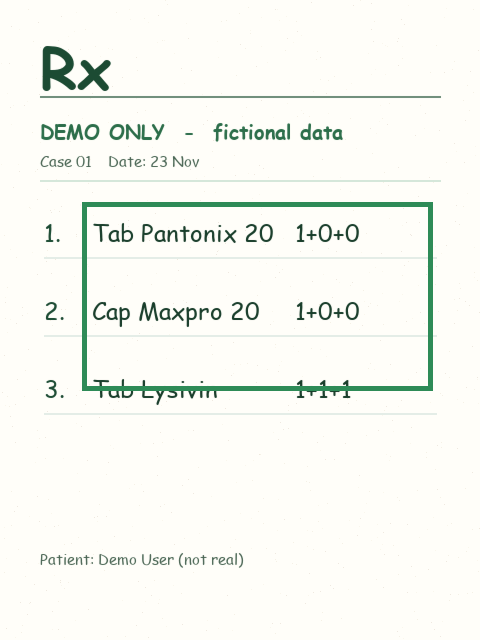 Rx
DEMO ONLY - fictional data
Case 01 Date: 23 Nov
1. Tab Pantonix 20 1+0+0
2. Cap Maxpro 20 1+0+0
3. Tab Lysivin 1+1+1
Patient: Demo User (not real)